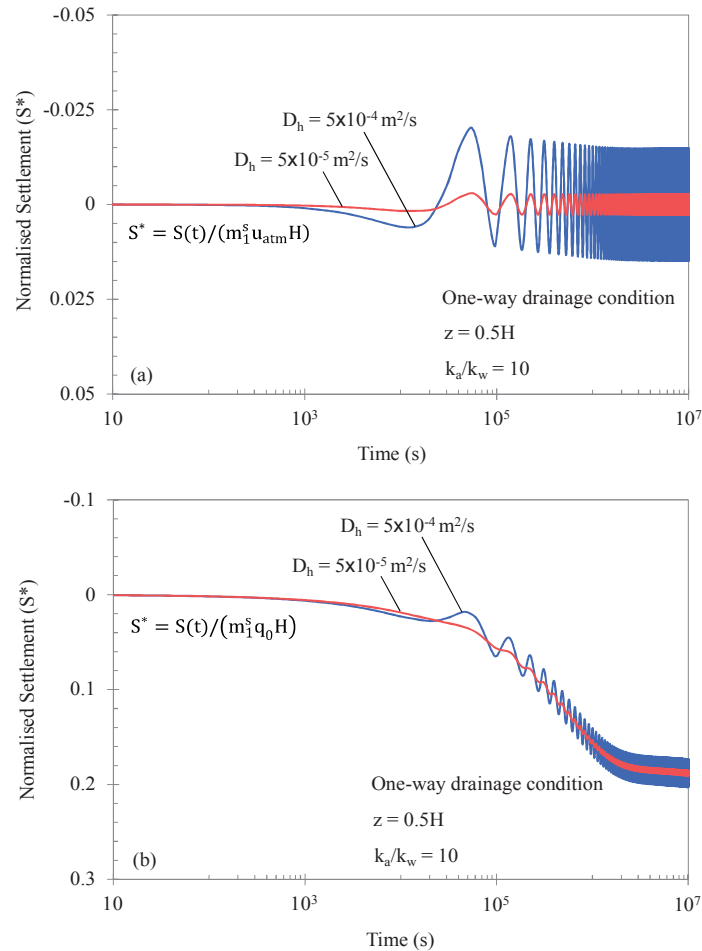 -0.05
-0.025
0
0.025
0.05
Normalised Settlement (S*)
D_h = 5x10^-4 m^2/s
D_h = 5x10^-5 m^2/s
S^* = S(t)/(m_1^s u_atm H)
One-way drainage condition
z = 0.5H
k_a/k_w = 10
(a)
10
10^3
10^5
10^7
Time (s)
-0.1
0
0.1
0.2
0.3
Normalised Settlement (S*)
D_h = 5x10^-4 m^2/s
D_h = 5x10^-5 m^2/s
S^* = S(t)/(m_1^s q_0 H)
One-way drainage condition
z = 0.5H
k_a/k_w = 10
(b)
10
10^3
10^5
10^7
Time (s)